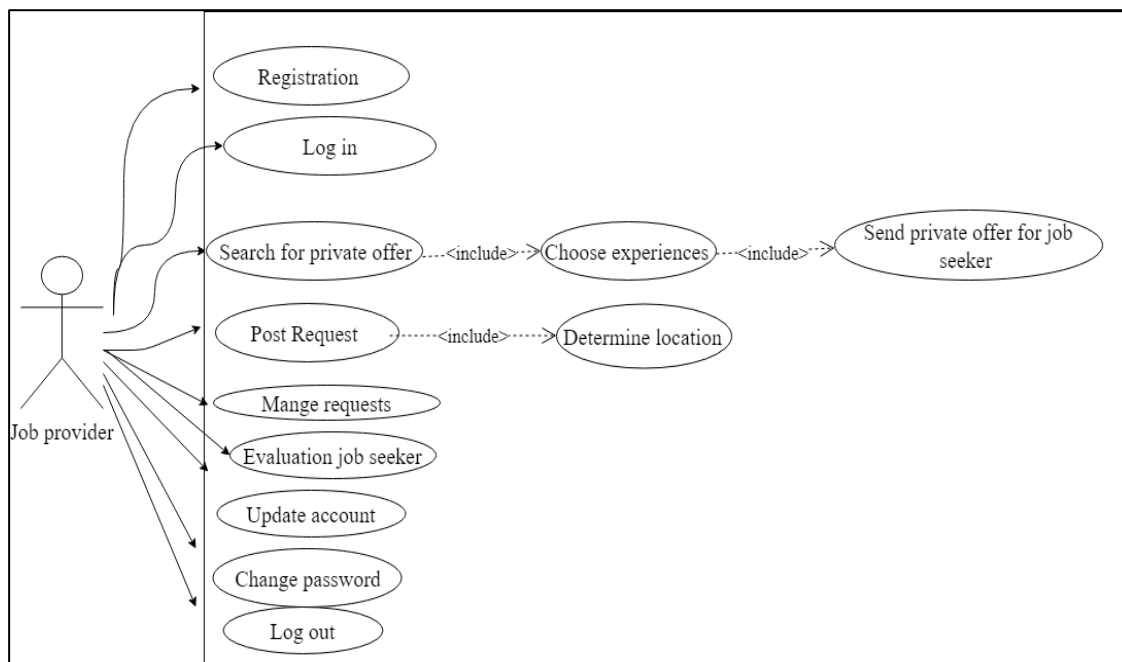 Registration
Log in
Search for private offer
<include>
Choose experiences
<include>
Send private offer for job
seeker
Post Request
<include>
Determine location
Mange requests
Job provider
Evaluation job seeker
Update account
Change password
Log out